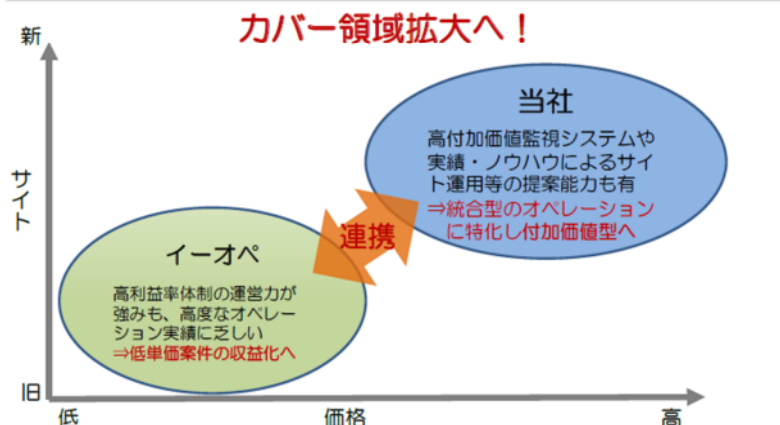 カバー領域拡大へ！
新
サイト
当社
高付加価値監視システムや
実績・ノウハウによるサイ
ト運用等の提案能力も有
⇒統合型のオペレーション
に特化し付加価値型へ
連携
イーオペ
高利益率体制の運営力が
強みも、高度なオペレー
ション実績に乏しい
⇒低単価案件の収益化へ
旧
低
価格
高